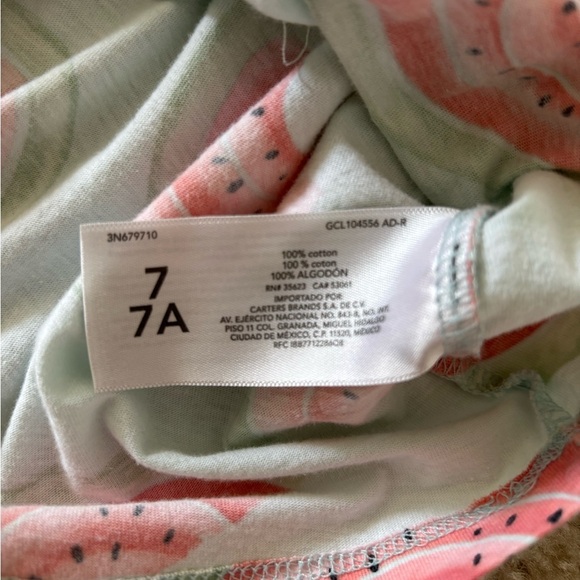 3N679710
GCL104556 AD-R
7
7A
100% cotton
100 % coton
100% ALGODÓN
RN# 35623 CA# 53061
IMPORTADO POR:
CARTERS BRANDS S.A. DE C.V.
AV. EJÉRCITO NACIONAL NO. 843-B, NO. INT.
PISO 11 COL. GRANADA, MIGUEL HIDALGO
CIUDAD DE MÉXICO, C.P. 11520, MÉXICO
RFC IBB771228 6Q8